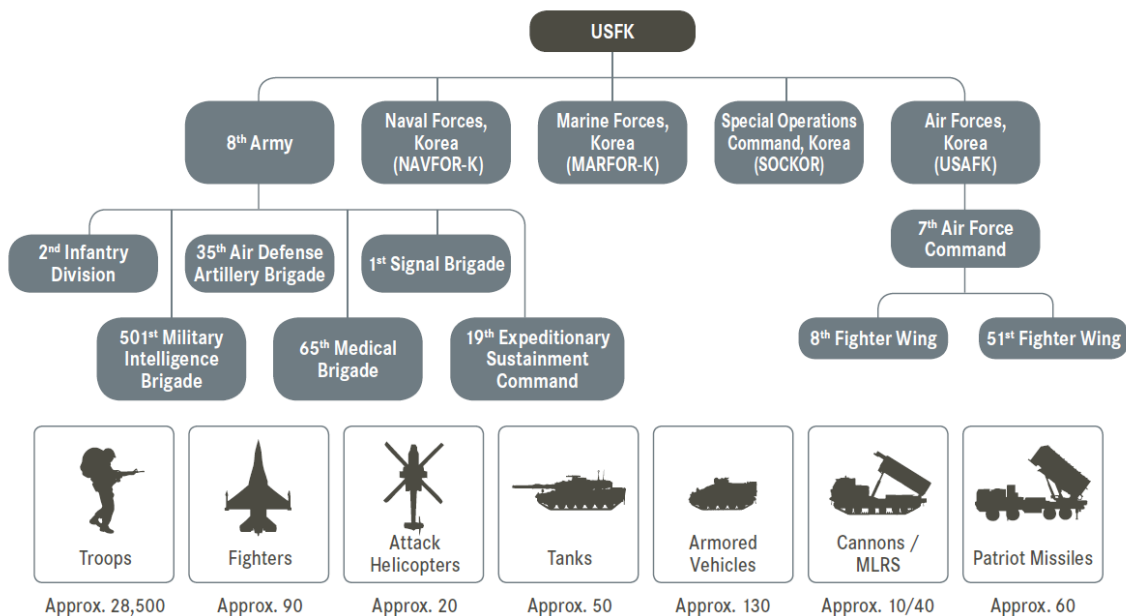 USFK
8th Army
Naval Forces,
Korea
(NAVFOR-K)
Marine Forces,
Korea
(MARFOR-K)
Special Operations
Command, Korea
(SOCKOR)
Air Forces,
Korea
(USAFK)
2nd Infantry
Division
35th Air Defense
Artillery Brigade
1st Signal Brigade
7th Air Force
Command
501st Military
Intelligence
Brigade
65th Medical
Brigade
19th Expeditionary
Sustainment
Command
8th Fighter Wing
51st Fighter Wing
Troops
Fighters
Attack
Helicopters
Tanks
Armored
Vehicles
Cannons /
MLRS
Patriot Missiles
Approx. 28,500
Approx. 90
Approx. 20
Approx. 50
Approx. 130
Approx. 10/40
Approx. 60